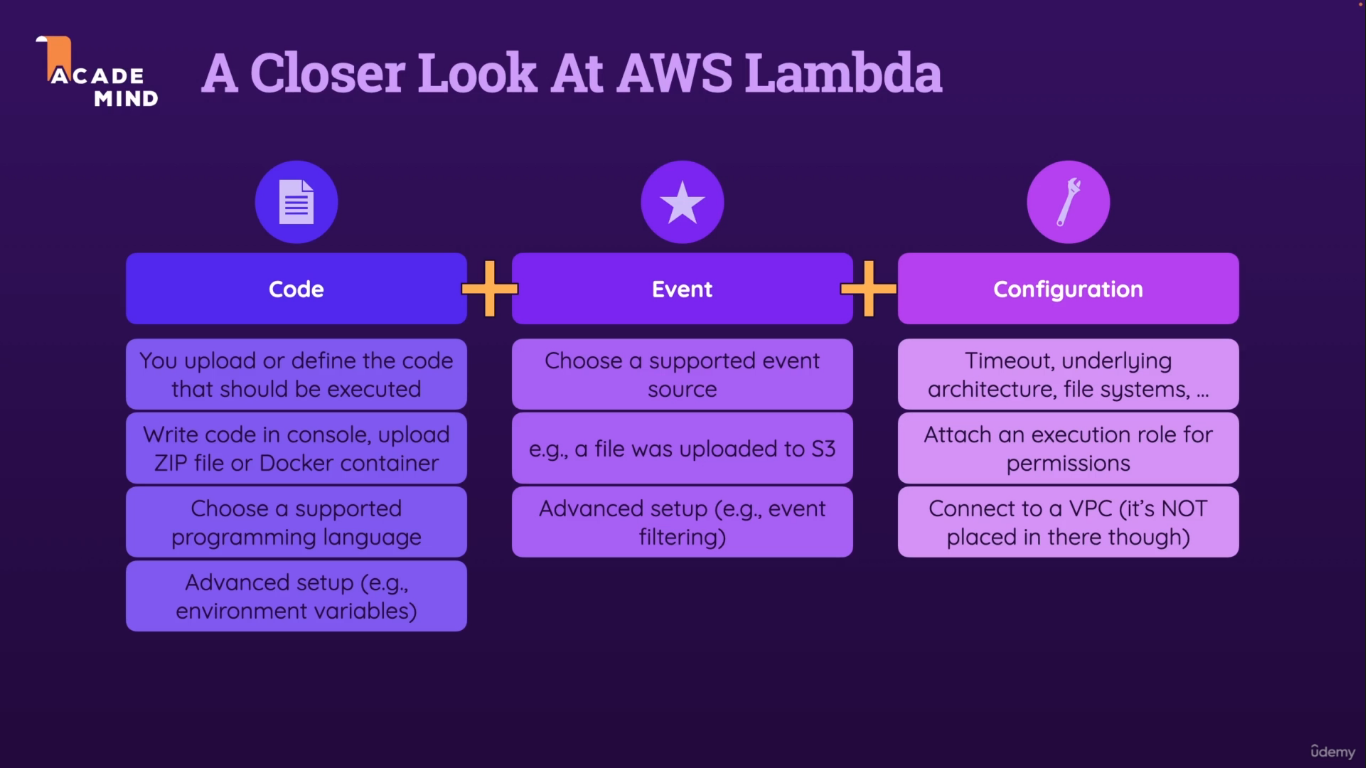 ACADE
MIND
A Closer Look At AWS Lambda
Code
Event
Configuration
You upload or define the code
that should be executed
Write code in console, upload
ZIP file or Docker container
Choose a supported
programming language
Advanced setup (e.g.,
environment variables)
Choose a supported event
source
e.g., a file was uploaded to S3
Advanced setup (e.g., event
filtering)
Timeout, underlying
architecture, file systems, ...
Attach an execution role for
permissions
Connect to a VPC (it's NOT
placed in there though)
ûdemy